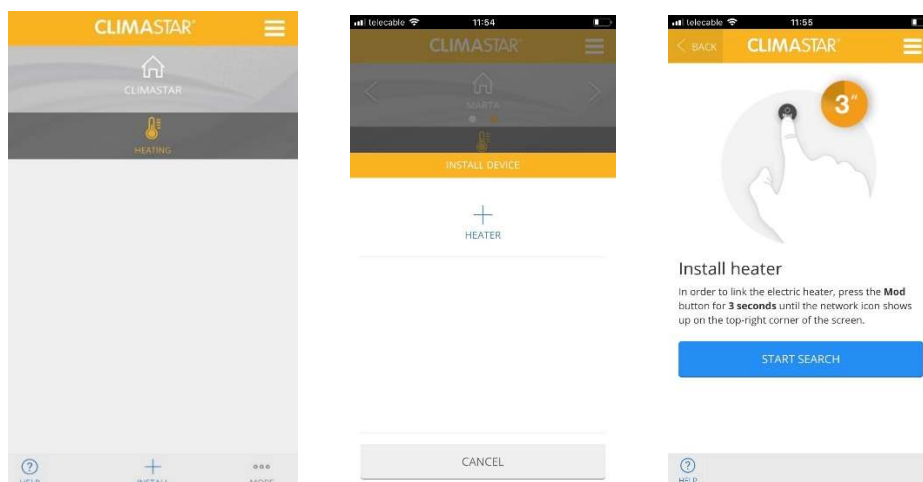 CLIMASTAR®
CLIMASTAR
HEATING
HELP
INSTALL
MORE
telecable 11:54
CLIMASTAR®
MARTA
INSTALL DEVICE
HEATER
CANCEL
telecable 11:55
BACK CLIMASTAR®
3"
Install heater
In order to link the electric heater, press the Mod
button for 3 seconds until the network icon shows
up on the top-right corner of the screen.
START SEARCH
HELP